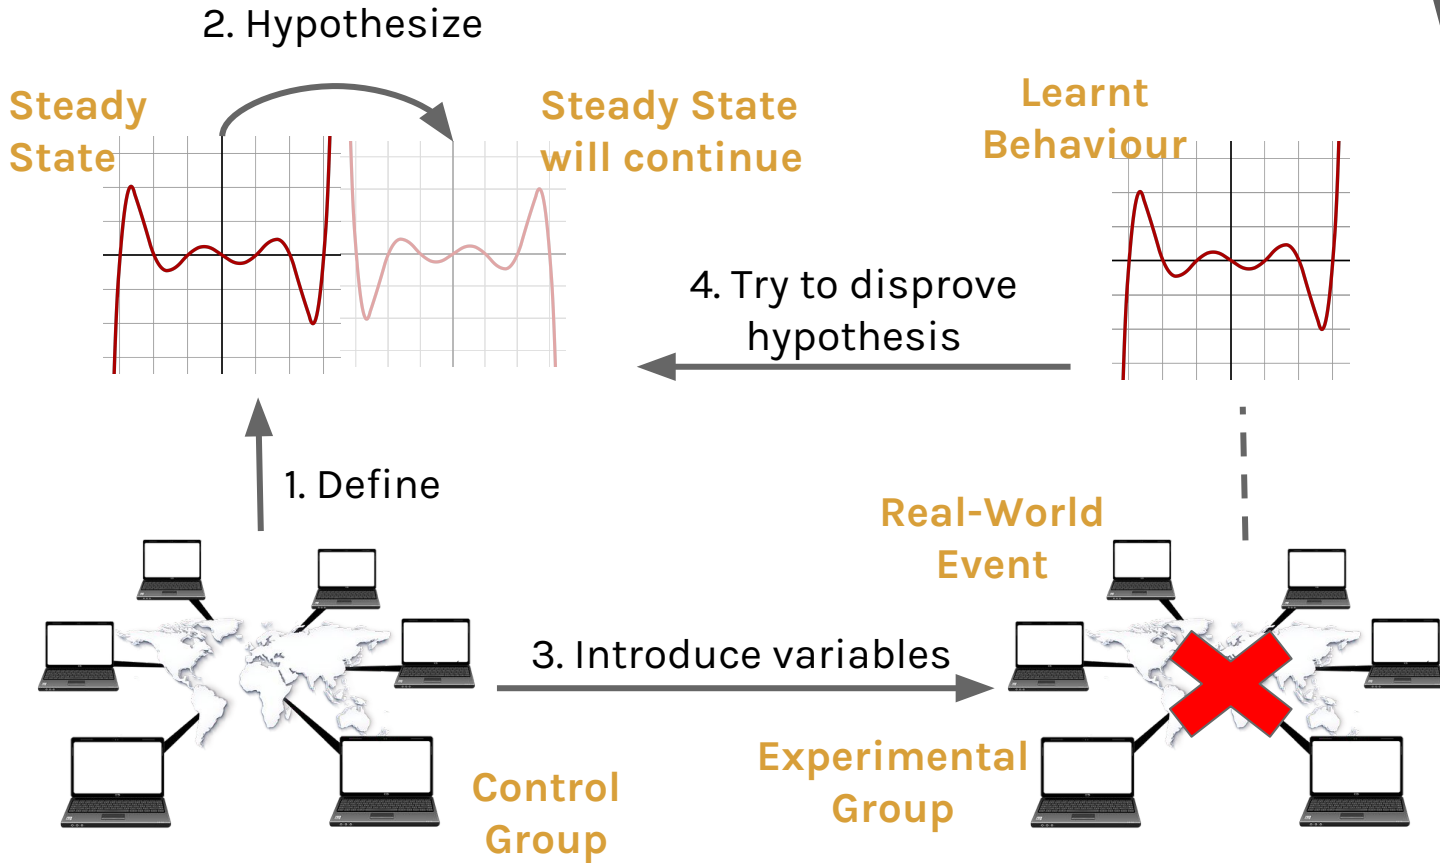 2. Hypothesize
Steady
State
Steady State
will continue
Learnt
Behaviour
4. Try to disprove
hypothesis
1. Define
Real-World
Event
3. Introduce variables
Control
Group
Experimental
Group